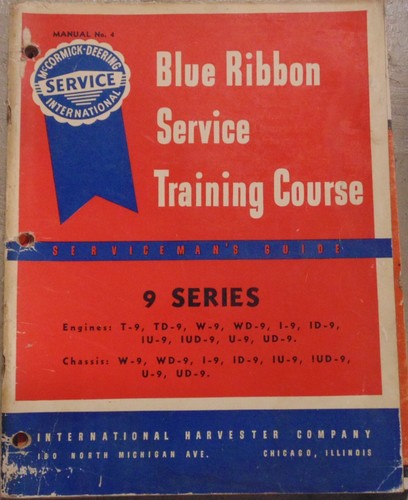 MANUAL No. 4
McCORMICK-DEERING
SERVICE
INTERNATIONAL
Blue Ribbon
Service
Training Course
SERVICEMAN'S GUIDE
9 SERIES
Engines: T-9, TD-9, W-9, WD-9, I-9, ID-9,
IU-9, IUD-9, U-9, UD-9.
Chassis: W-9, WD-9, I-9, ID-9, IU-9, IUD-9,
U-9, UD-9.
INTERNATIONAL HARVESTER COMPANY
180 NORTH MICHIGAN AVE. CHICAGO, ILLINOIS